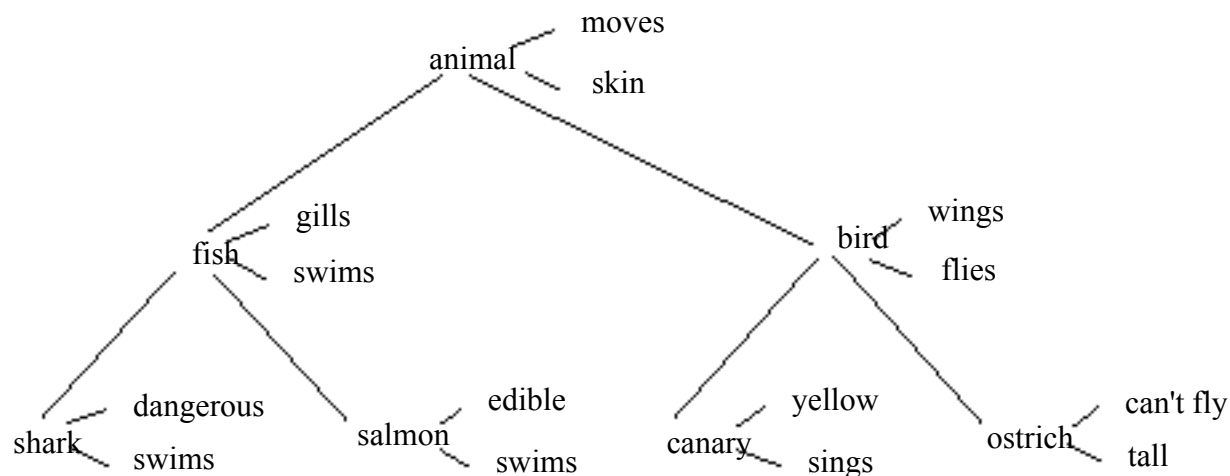 moves
animal
skin
gills
fish
swims
wings
bird
flies
dangerous
shark
swims
edible
salmon
swims
yellow
canary
sings
can't fly
ostrich
tall